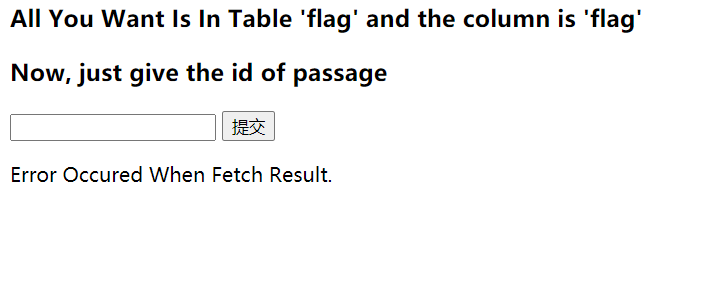 All You Want Is In Table 'flag' and the column is 'flag'
Now, just give the id of passage
提交
Error Occured When Fetch Result.